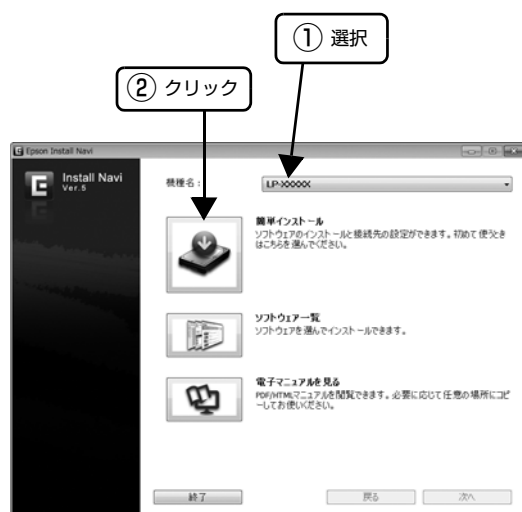 ① 選択
② クリック
Epson Install Navi
Install Navi
Ver.5
機種名：
LP-XXXXX
簡単インストール
ソフトウェアのインストールと接続先の設定ができます。初めて使うとき
はこちらを選んでください。
ソフトウェア一覧
ソフトウェアを選んでインストールできます。
電子マニュアルを見る
PDF/HTMLマニュアルを閲覧できます。必要に応じて任意の場所にコピ
ーしてお使いください。
終了
戻る
次へ